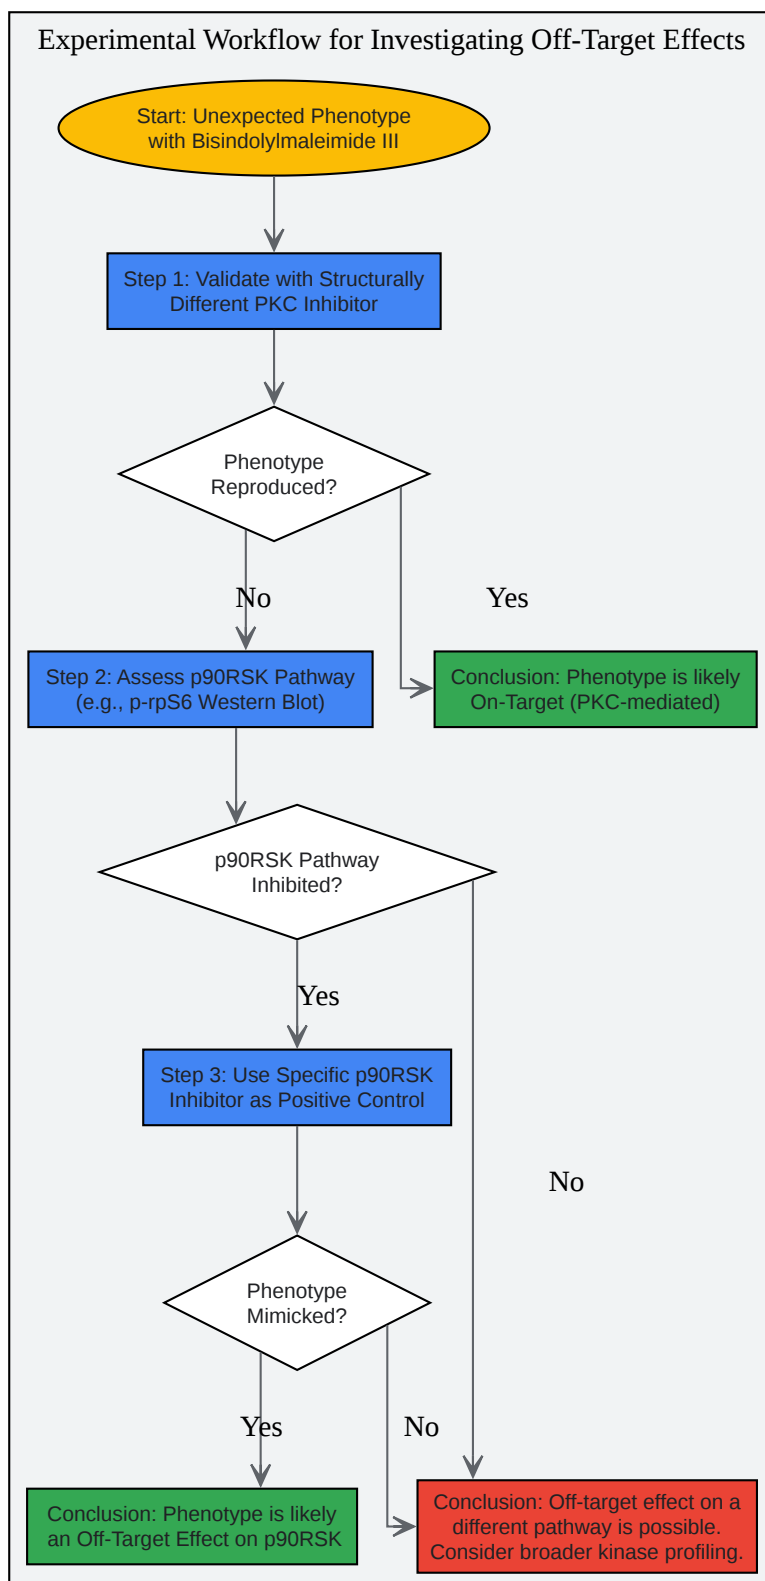 Experimental Workflow for Investigating Off-Target Effects
Start: Unexpected Phenotype
with Bisindolylmaleimide III
Step 1: Validate with Structurally
Different PKC Inhibitor
Phenotype
Reproduced?
No
Yes
Step 2: Assess p90RSK Pathway
(e.g., p-rpS6 Western Blot)
Conclusion: Phenotype is likely
On-Target (PKC-mediated)
p90RSK Pathway
Inhibited?
Yes
Step 3: Use Specific p90RSK
Inhibitor as Positive Control
No
Phenotype
Mimicked?
Yes
No
Conclusion: Phenotype is likely
an Off-Target Effect on p90RSK
Conclusion: Off-target effect on a
different pathway is possible.
Consider broader kinase profiling.